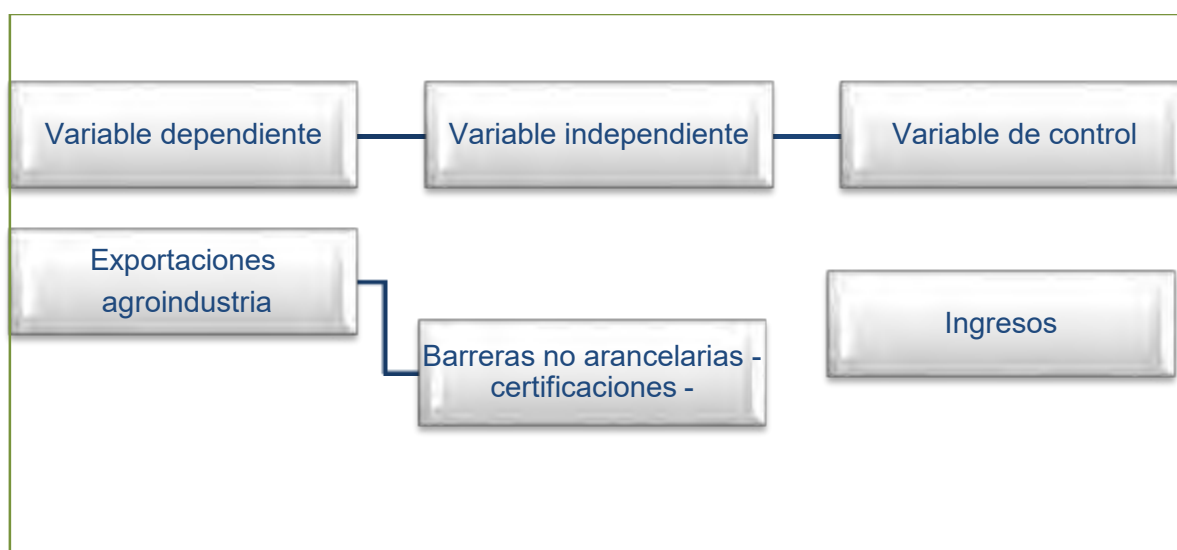 Variable dependiente
Variable independiente
Variable de control
Exportaciones
agroindustria
Barreras no arancelarias -
certificaciones -
Ingresos